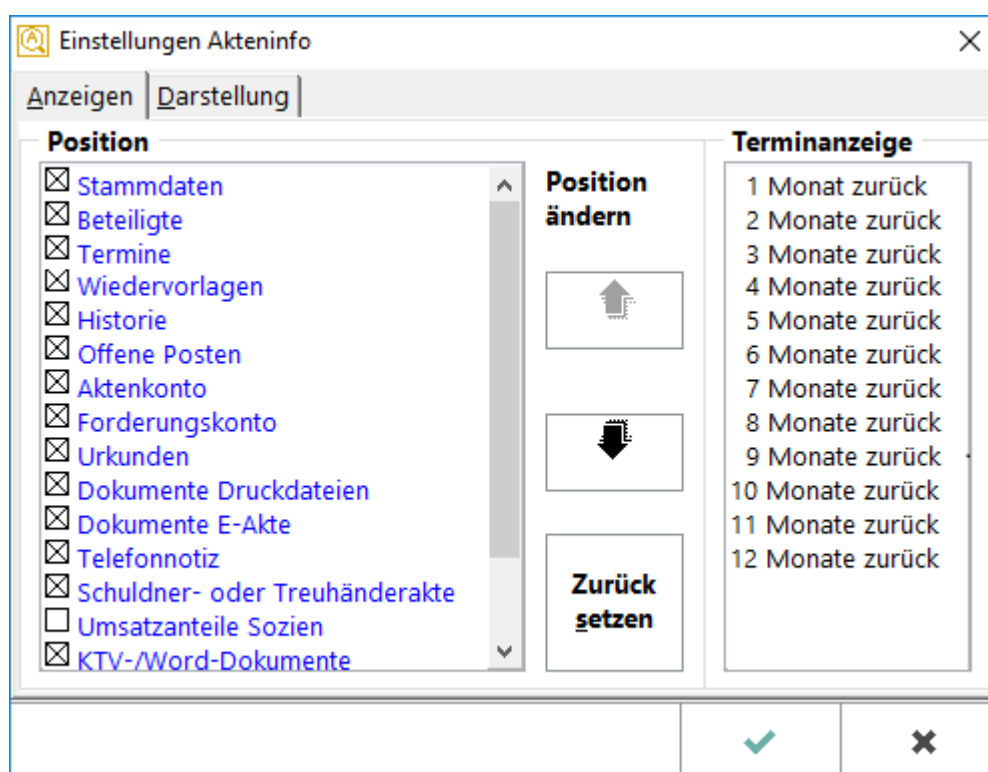 Einstellungen Akteninfo
Anzeigen
Darstellung
Position
Stammdaten
Beteiligte
Termine
Wiedervorlagen
Historie
Offene Posten
Aktenkonto
Forderungskonto
Urkunden
Dokumente Druckdateien
Dokumente E-Akte
Telefonnotiz
Schuldner- oder Treuhänderakte
Umsatzanteile Sozien
KTV-/Word-Dokumente
Position
ändern
Zurück
setzen
Terminanzeige
1 Monat zurück
2 Monate zurück
3 Monate zurück
4 Monate zurück
5 Monate zurück
6 Monate zurück
7 Monate zurück
8 Monate zurück
9 Monate zurück
10 Monate zurück
11 Monate zurück
12 Monate zurück